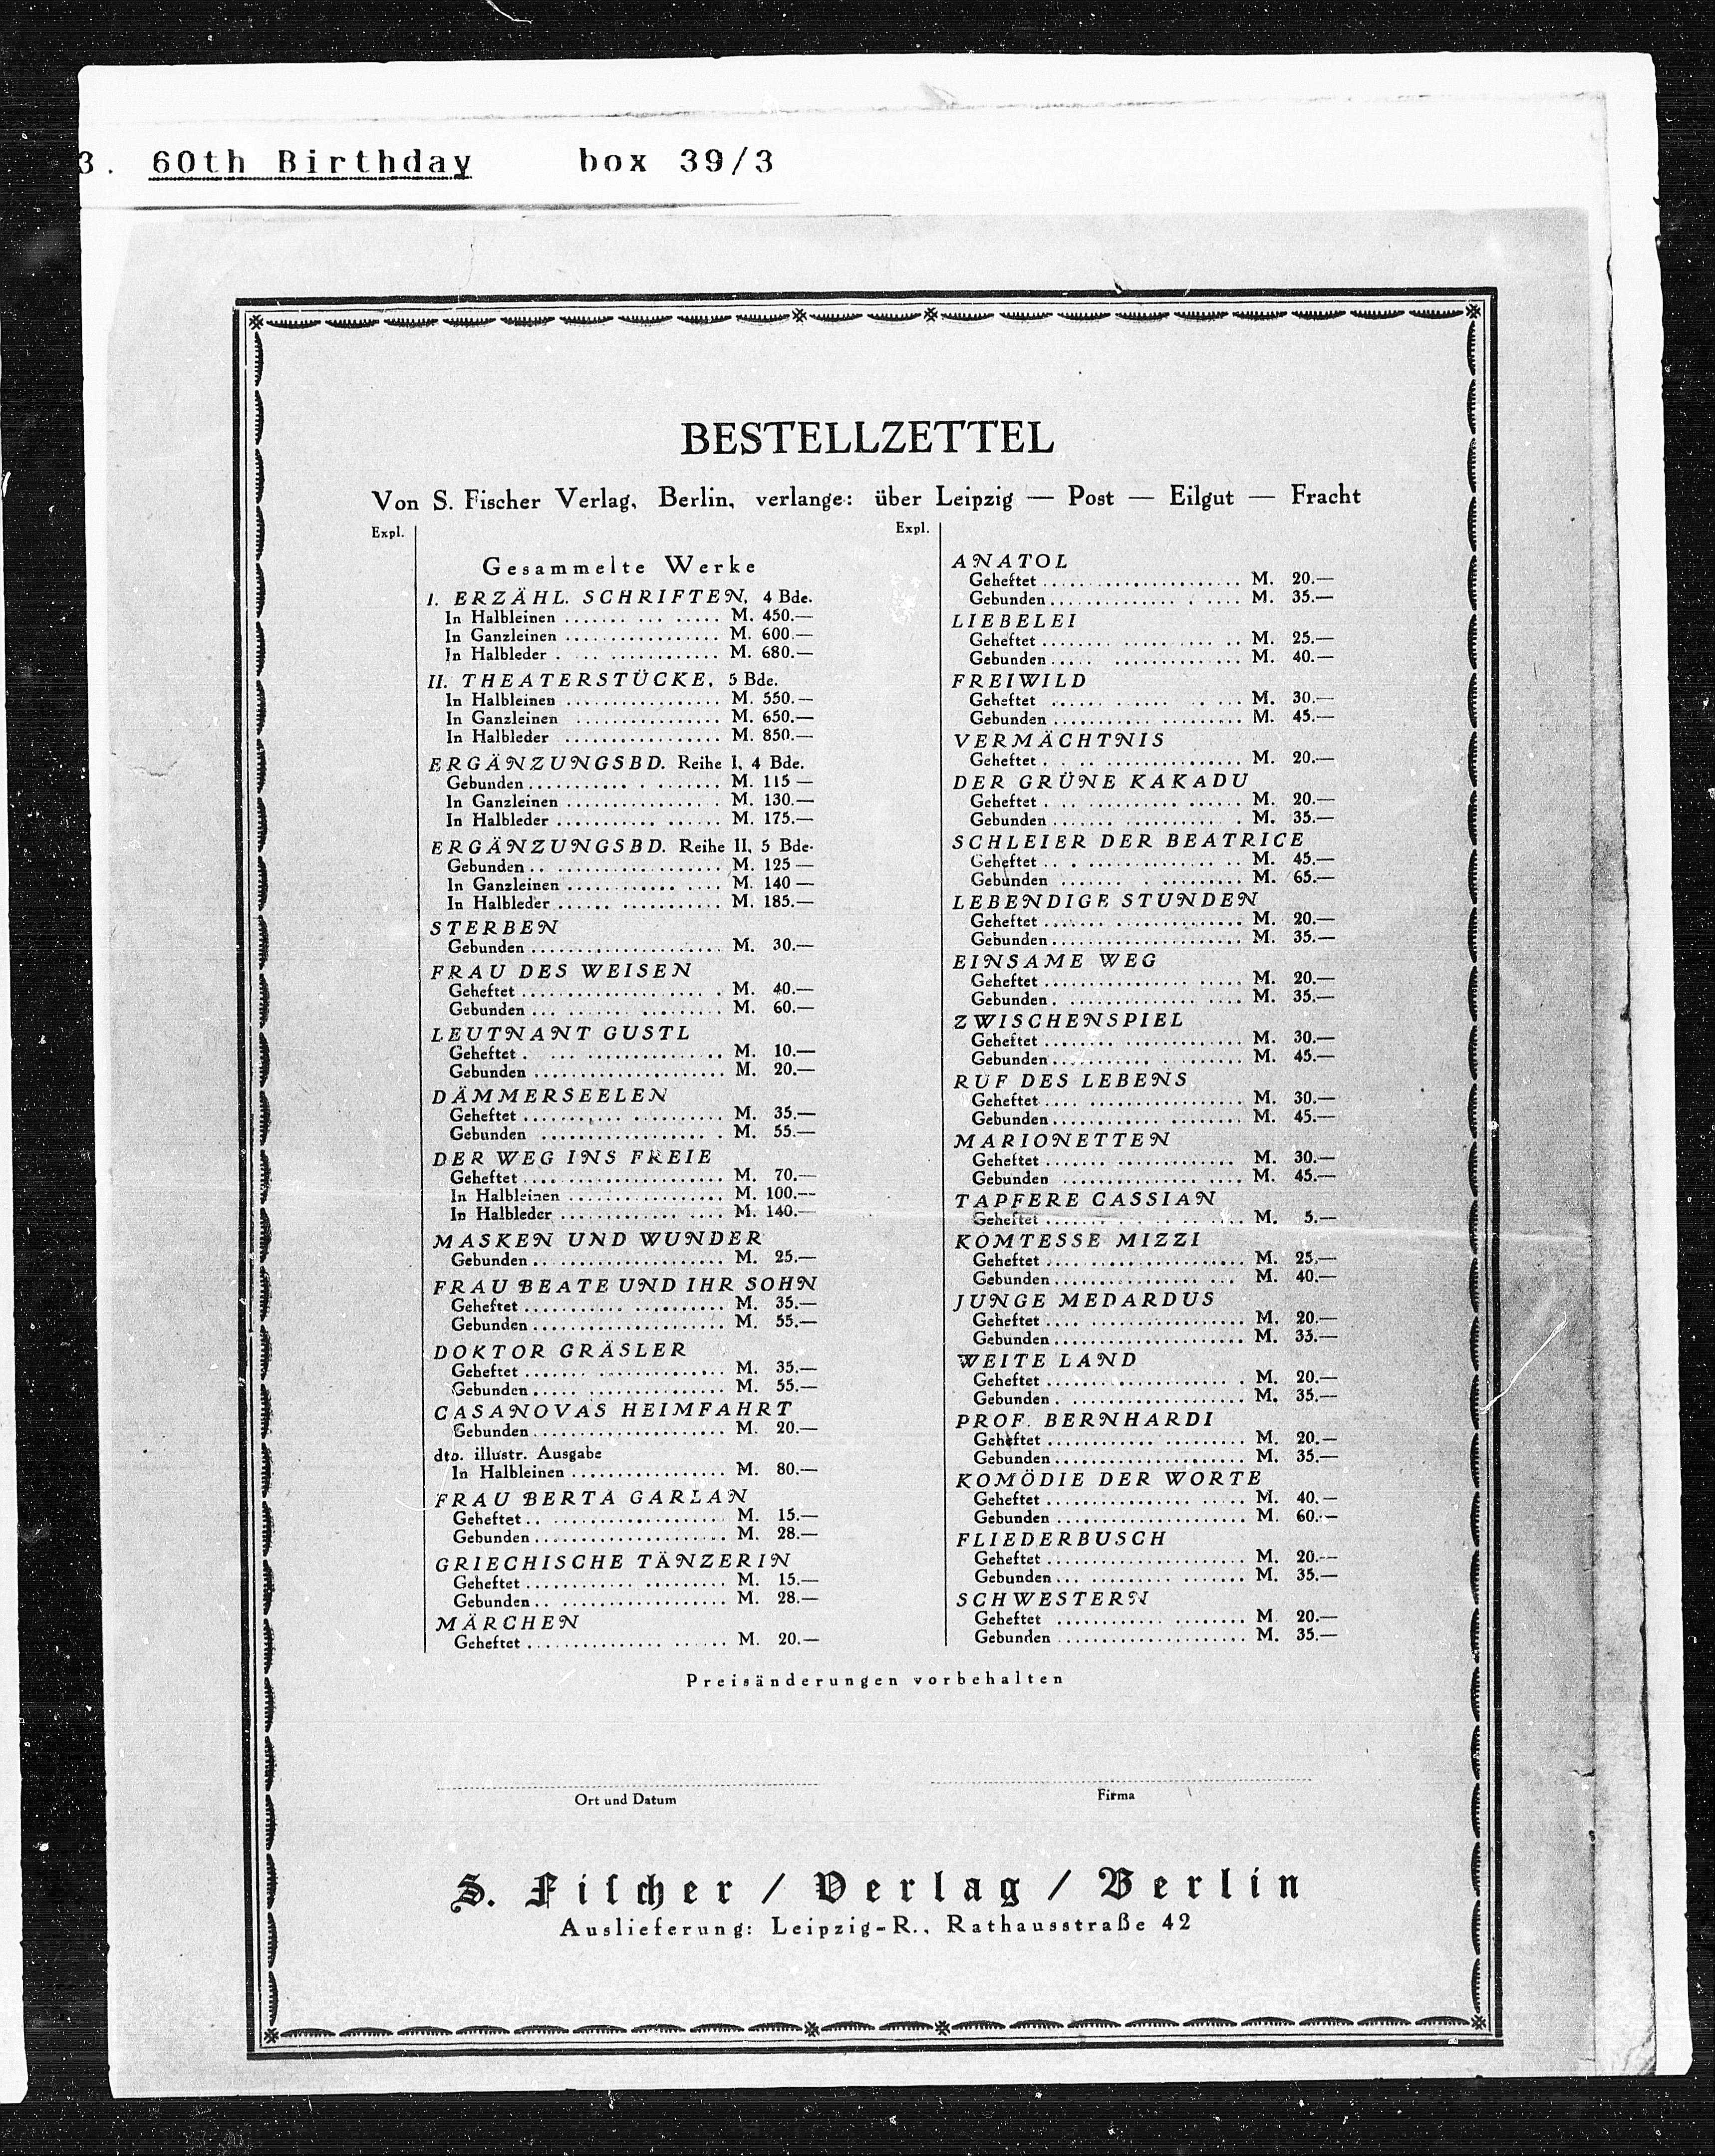 3. 60th Birthday box 39/3
BESTELLZETTEL
Von S. Fischer Verlag, Berlin, verlange: über Leipzig — Post — Eilgut — Fracht
Expl.
Gesammelte Werke
I. ERZÄHL. SCHRIFTEN, 4 Bde.
In Halbleinen ....... ... ..... M. 450.—
In Ganzleinen .................. M. 600.—
In Halbleder . ... ............. M. 680.—
II. THEATERSTÜCKE, 5 Bde.
In Halbleinen .................. M. 550.—
In Ganzleinen ................. M. 650.—
In Halbleder .................. M. 850.—
ERGÄNZUNGSBD. Reihe I, 4 Bde.
Gebunden ........... . ........ M. 115 —
In Ganzleinen .................. M. 130.—
In Halbleder ........... ...... M. 175.—
ERGÄNZUNGSBD. Reihe II, 5 Bde.
Gebunden .. ................... M. 125 —
In Ganzleinen ............ .... M. 140 —
In Halbleder ...... ........... M. 185.—
STERBEN
Gebunden ...................... M. 30.—
FRAU DES WEISEN
Geheftet ..................... . M. 40.—
Gebunden ... ....... ......... M. 60.—
LEUTNANT GUSTL
Geheftet . ... ................ M. 10.—
Gebunden ...................... M. 20.—
DÄMMERSEELEN
Geheftet ........... .......... M. 35.—
Gebunden ................... . M. 55.—
DER WEG INS FREIE
Geheftet .... ................. M. 70.—
In Halbleinen .................. M. 100.—
In Halbleder ............. .... M. 140.—
MASKEN UND WUNDER
Gebunden .. ................... M. 25.—
FRAU BEATE UND IHR SOHN
Geheftet ........... .......... M. 35.—
Gebunden ...................... M. 55.—
DOKTOR GRÄSLER
Geheftet ....... .............. M. 35.—
Gebunden ..... ................ M. 55.—
CASANOVAS HEIMFAHRT
Gebunden ...................... M. 20.—
dto. illustr. Ausgabe
In Halbleinen .................. M. 80.—
FRAU BERTA GARLAN
Geheftet .. ................... M. 15.—
Gebunden ...................... M. 28.—
GRIECHISCHE TÄNZERIN
Geheftet ............ ......... M. 15.—
Gebunden .. ................... M. 28.—
MÄRCHEN
Geheftet ................ ...... M. 20.—
Expl.
ANATOL
Geheftet ....................... M. 20.—
Gebunden .............. . .... M. 35.—
LIEBELEI
Geheftet .................... .. M. 25.—
Gebunden ..... ............... M. 40.—
FREIWILD
Geheftet ...... ...... . .... M. 30.—
Gebunden ........... ......... M. 45.—
VERMÄCHTNIS
Geheftet . . .. ................ M. 20.—
DER GRÜNE KAKADU
Geheftet . .. .......... ...... M. 20.—
Gebunden ....... ............. . M. 35.—
SCHLEIER DER BEATRICE
Geheftet .. . ............... .. M. 45.—
Gebunden ....... . ......... M. 65.—
LEBENDIGE STUNDEN
Geheftet ....... .............. M. 20.—
Gebunden ...................... M. 35.—
EINSAME WEG
Geheftet ................ ..... M. 20.—
Gebunden . .............. .... M. 35.—
ZWISCHENSPIEL
Geheftet ........ ............. M. 30.—
Gebunden ........... ......... M. 45.—
RUF DES LEBENS
Geheftet .... .................. M. 30.—
Gebunden ............ ........ M. 45.—
MARIONETTEN
Geheftet ....... .............. M. 30.—
Gebunden .............. .... M. 45.—
TAPFERE CASSIAN
Geheftet ....... . . .. .. .... M. 5.—
KOMTESSE MIZZI
Geheftet ....................... M. 25.—
Gebunden ................ ... M. 40.—
JUNGE MEDARDUS
Geheftet .... .................. M. 20.—
Gebunden ...................... M. 35.—
WEITE LAND
Geheftet ..................... . M. 20.—
Gebunden . .................... M. 35.—
PROF. BERNHARDI
Geheftet ............ ......... M. 20.—
Gebunden ...................... M. 35.—
KOMÖDIE DER WORTE
Geheftet ................ ..... M. 40.—
Gebunden ...................... M. 60.—
FLIEDERBUSCH
Geheftet ....................... M. 20.—
Gebunden ... ......... ....... M. 35.—
SCHWESTERN
Geheftet ............ ........ M. 20.—
Gebunden ...................... M. 35.—
Preisänderungen vorbehalten
Ort und Datum
Firma
S. Fiſcher / Verlag / Berlin
Auslieferung: Leipzig-R., Rathausstraße 42